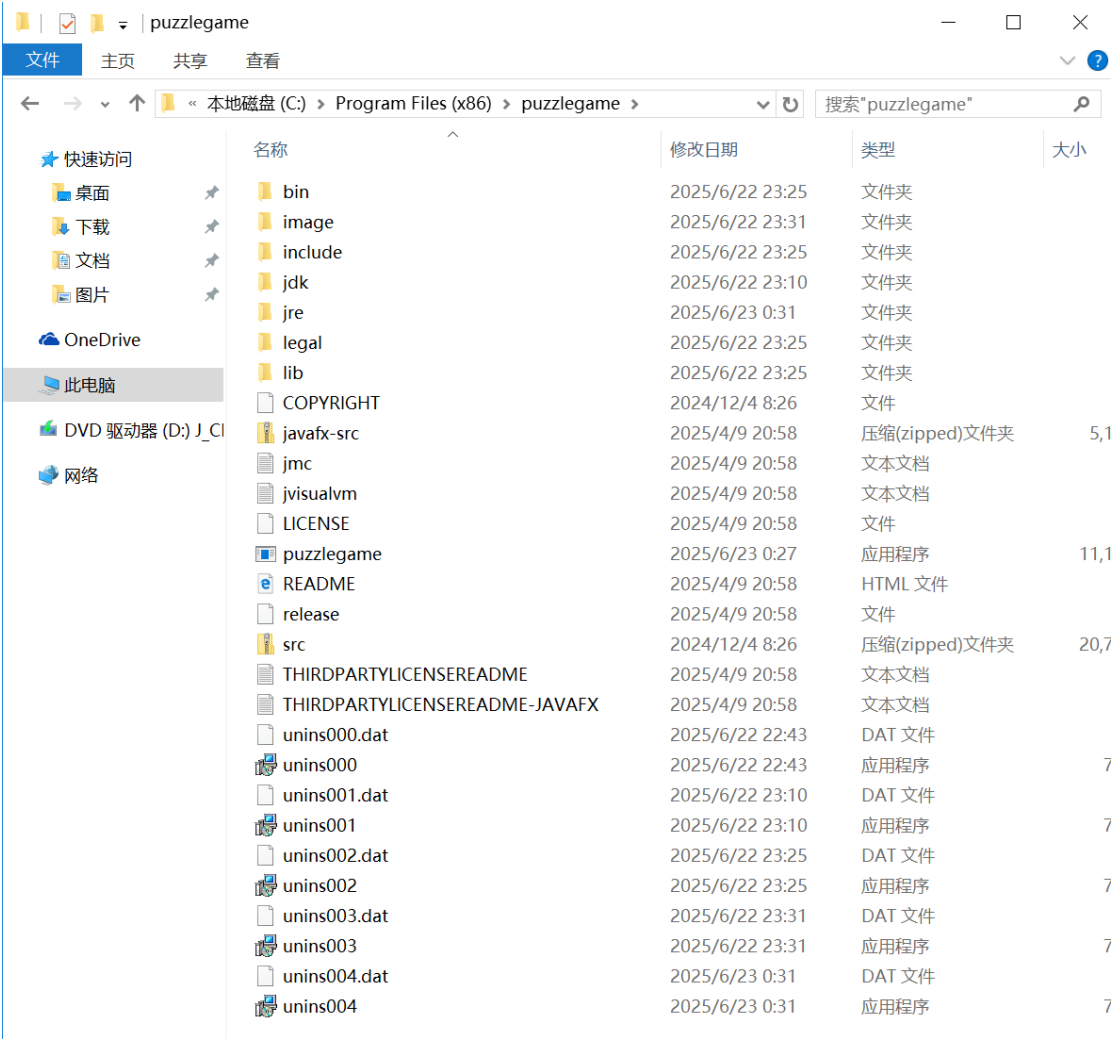 puzzlegame
文件 主页 共享 查看
« 本地磁盘 (C:) › Program Files (x86) › puzzlegame › 搜索"puzzlegame"
快速访问
桌面
下载
文档
图片
OneDrive
此电脑
DVD 驱动器 (D:) J_C
网络
名称 修改日期 类型 大小
bin 2025/6/22 23:25 文件夹
image 2025/6/22 23:31 文件夹
include 2025/6/22 23:25 文件夹
jdk 2025/6/22 23:10 文件夹
jre 2025/6/23 0:31 文件夹
legal 2025/6/22 23:25 文件夹
lib 2025/6/22 23:25 文件夹
COPYRIGHT 2024/12/4 8:26 文件
javafx-src 2025/4/9 20:58 压缩(zipped)文件夹 5,1
jmc 2025/4/9 20:58 文本文档
jvisualvm 2025/4/9 20:58 文本文档
LICENSE 2025/4/9 20:58 文件
puzzlegame 2025/6/23 0:27 应用程序 11,1
README 2025/4/9 20:58 HTML 文件
release 2025/4/9 20:58 文件
src 2024/12/4 8:26 压缩(zipped)文件夹 20,7
THIRDPARTYLICENSEREADME 2025/4/9 20:58 文本文档
THIRDPARTYLICENSEREADME-JAVAFX 2025/4/9 20:58 文本文档
unins000.dat 2025/6/22 22:43 DAT 文件
unins000 2025/6/22 22:43 应用程序 7
unins001.dat 2025/6/22 23:10 DAT 文件
unins001 2025/6/22 23:10 应用程序 7
unins002.dat 2025/6/22 23:25 DAT 文件
unins002 2025/6/22 23:25 应用程序 7
unins003.dat 2025/6/22 23:31 DAT 文件
unins003 2025/6/22 23:31 应用程序 7
unins004.dat 2025/6/23 0:31 DAT 文件
unins004 2025/6/23 0:31 应用程序 7